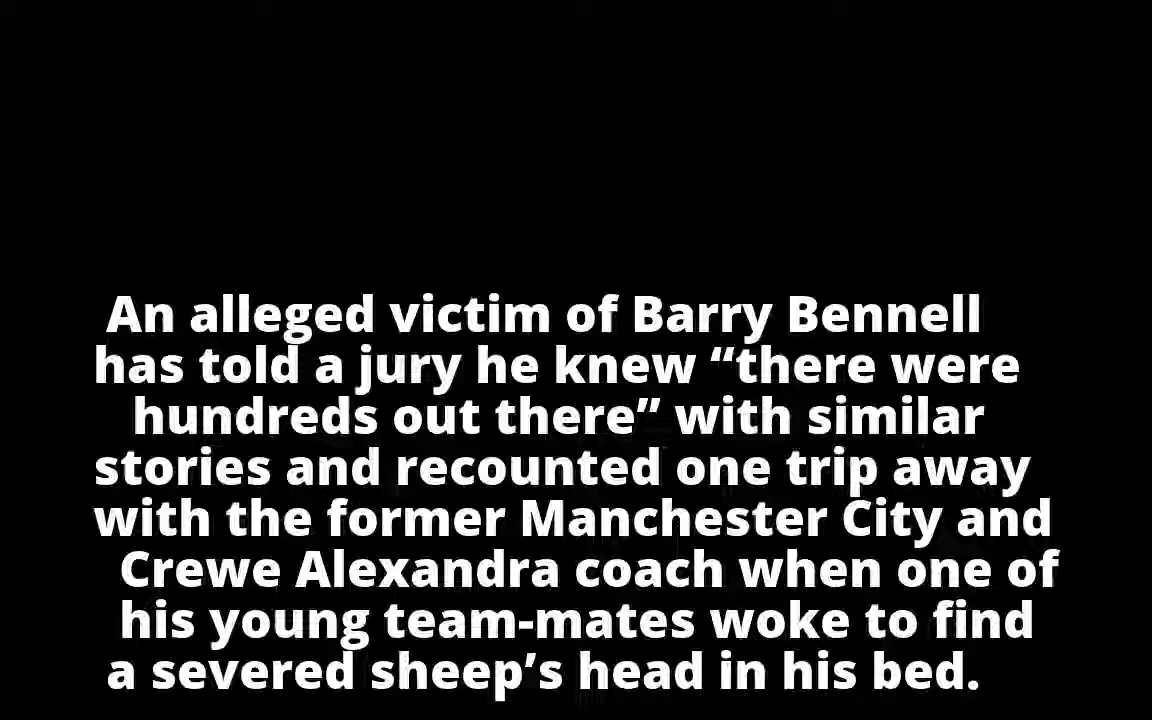 An alleged victim of Barry Bennell
has told a jury he knew “there were
hundreds out there” with similar
stories and recounted one trip away
with the former Manchester City and
Crewe Alexandra coach when one of
his young team-mates woke to find
a severed sheep’s head in his bed.